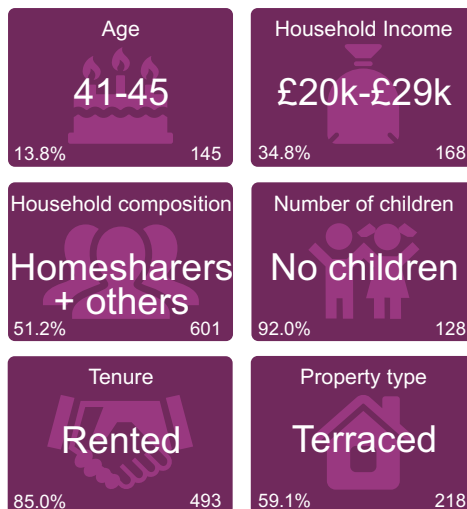 Age
41-45
13.8% 145
Household Income
£20k-£29k
34.8% 168
Household composition
Homesharers
+ others
51.2% 601
Number of children
No children
92.0% 128
Tenure
Rented
85.0% 493
Property type
Terraced
59.1% 218